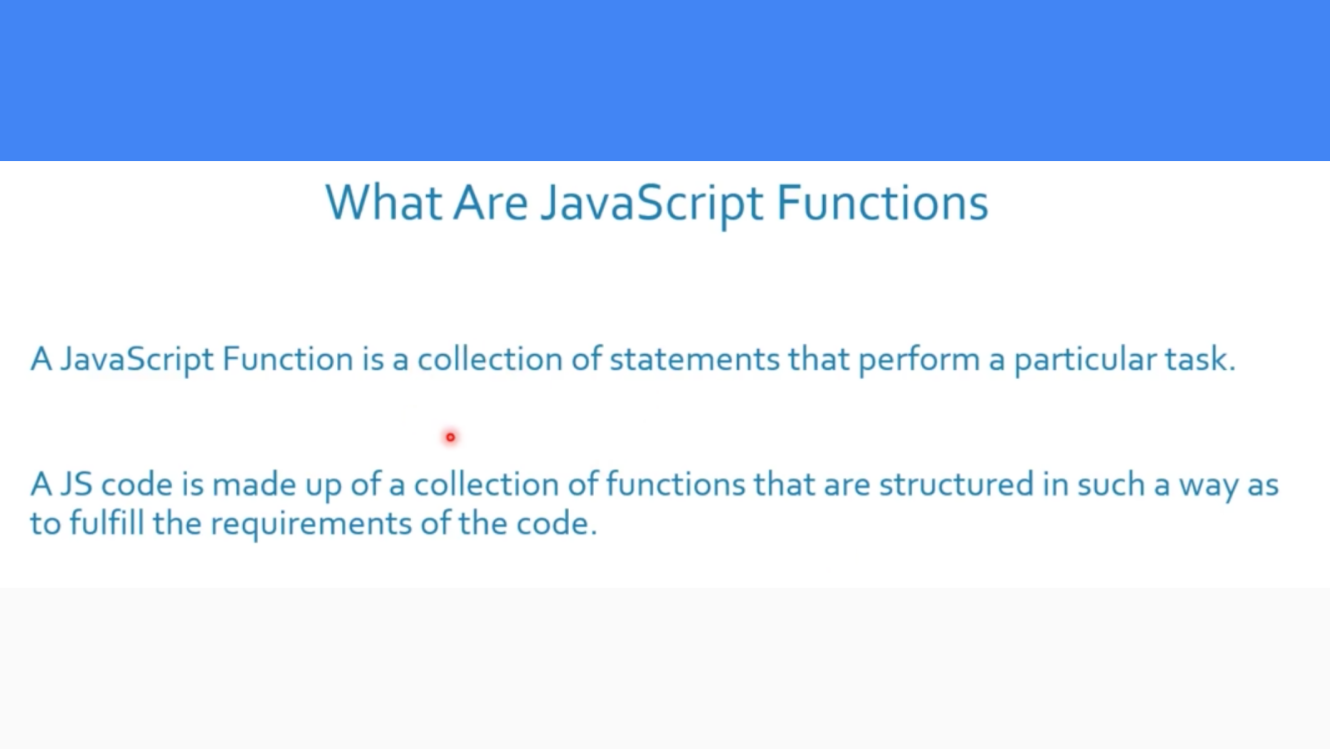 What Are JavaScript Functions
A JavaScript Function is a collection of statements that perform a particular task.
A JS code is made up of a collection of functions that are structured in such a way as
to fulfill the requirements of the code.